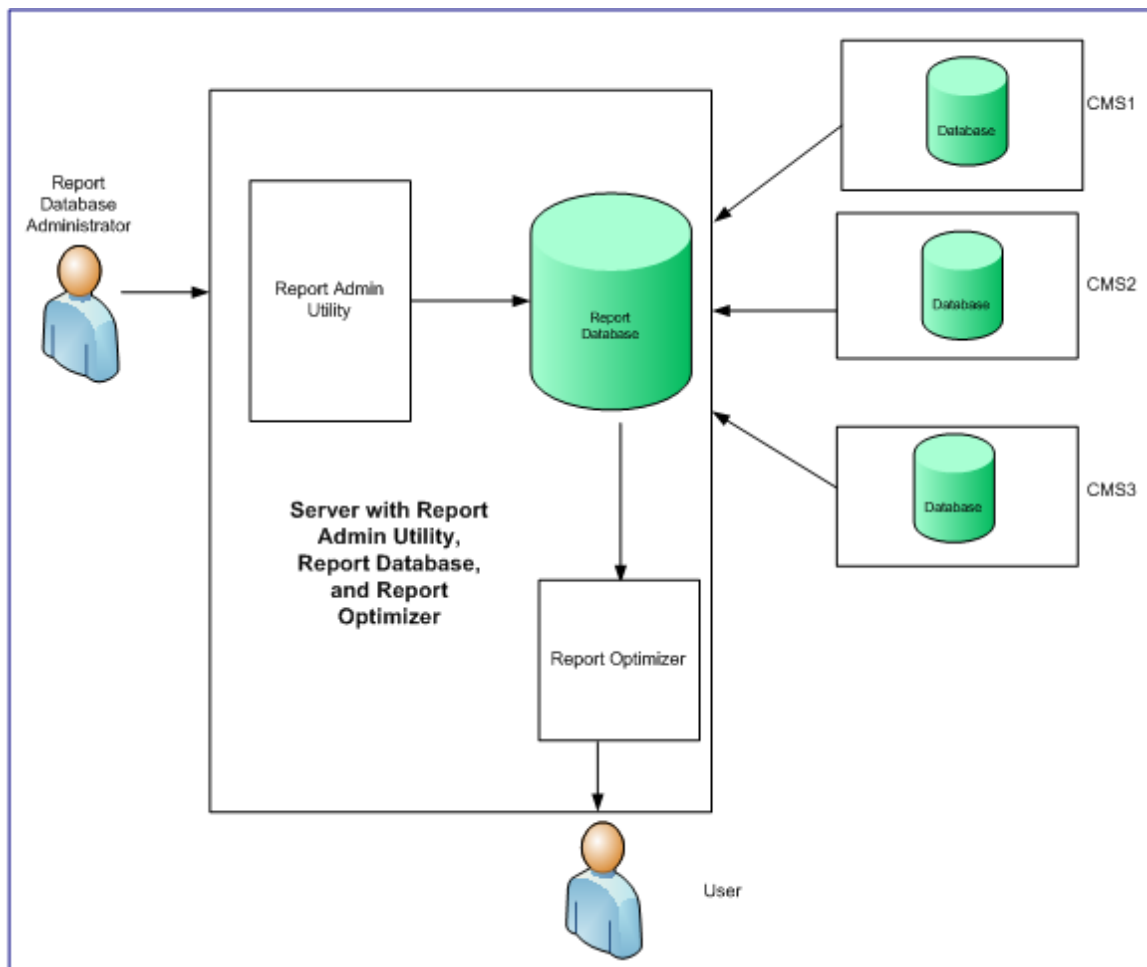 Report
Database
Administrator
Report Admin
Utility
Report
Database
Server with Report
Admin Utility,
Report Database,
and Report
Optimizer
Report Optimizer
User
Database
CMS1
Database
CMS2
Database
CMS3